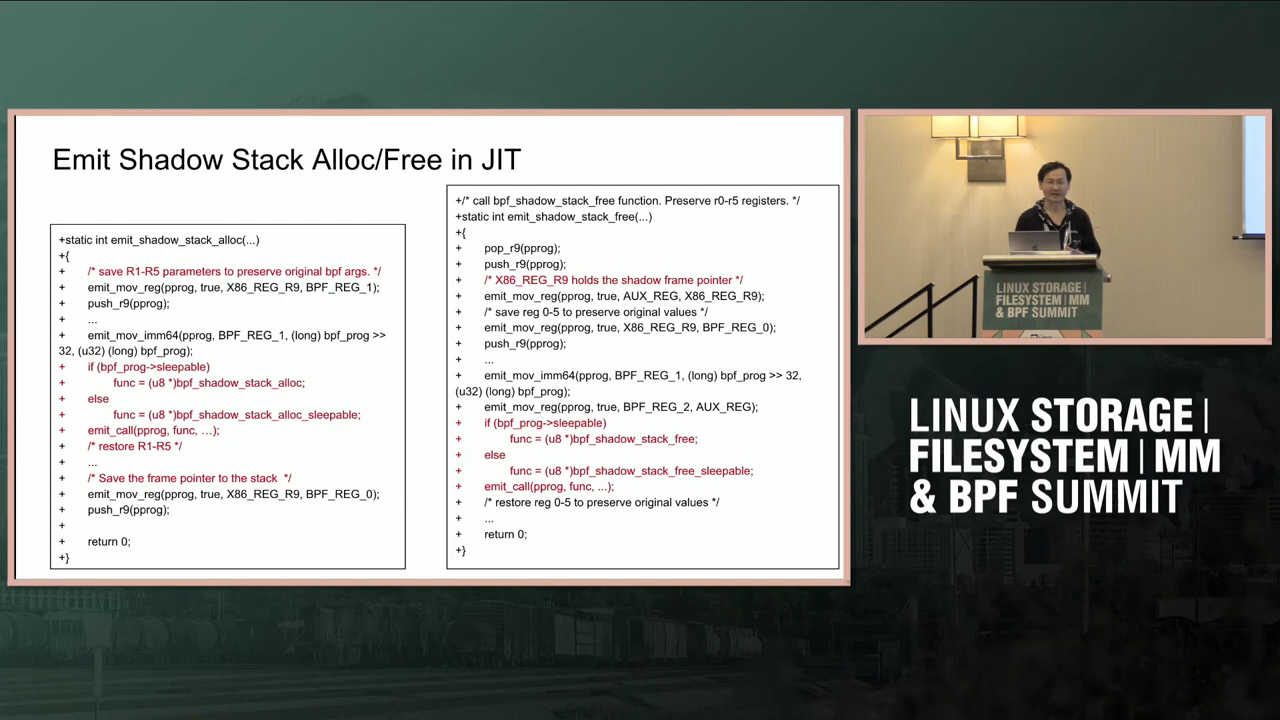 Emit Shadow Stack Alloc/Free in JIT
+static int emit_shadow_stack_alloc(...)
+{
+ /* save R1-R5 parameters to preserve original bpf args. */
+ emit_mov_reg(pprog, true, X86_REG_R9, BPF_REG_1);
+ push_r9(pprog);
+ ...
+ emit_mov_imm64(pprog, BPF_REG_1, (long) bpf_prog >>
32, (u32) (long) bpf_prog);
+ if (bpf_prog->sleepable)
+ func = (u8 *)bpf_shadow_stack_alloc;
+ else
+ func = (u8 *)bpf_shadow_stack_alloc_sleepable;
+ emit_call(pprog, func, …);
+ /* restore R1-R5 */
+ ...
+ /* Save the frame pointer to the stack */
+ emit_mov_reg(pprog, true, X86_REG_R9, BPF_REG_0);
+ push_r9(pprog);
+
+ return 0;
+}
+/* call bpf_shadow_stack_free function. Preserve r0-r5 registers. */
+static int emit_shadow_stack_free(...)
+{
+ pop_r9(pprog);
+ push_r9(pprog);
+ /* X86_REG_R9 holds the shadow frame pointer */
+ emit_mov_reg(pprog, true, AUX_REG, X86_REG_R9);
+ /* save reg 0-5 to preserve original values */
+ emit_mov_reg(pprog, true, X86_REG_R9, BPF_REG_0);
+ push_r9(pprog);
+ ...
+ emit_mov_imm64(pprog, BPF_REG_1, (long) bpf_prog >> 32,
(u32) (long) bpf_prog);
+ emit_mov_reg(pprog, true, BPF_REG_2, AUX_REG);
+ if (bpf_prog->sleepable)
+ func = (u8 *)bpf_shadow_stack_free;
+ else
+ func = (u8 *)bpf_shadow_stack_free_sleepable;
+ emit_call(pprog, func, ...);
+ /* restore reg 0-5 to preserve original values */
+ ...
+ return 0;
+}
LINUX STORAGE |
FILESYSTEM | MM
& BPF SUMMIT
LINUX STORAGE |
FILESYSTEM | MM
& BPF SUMMIT